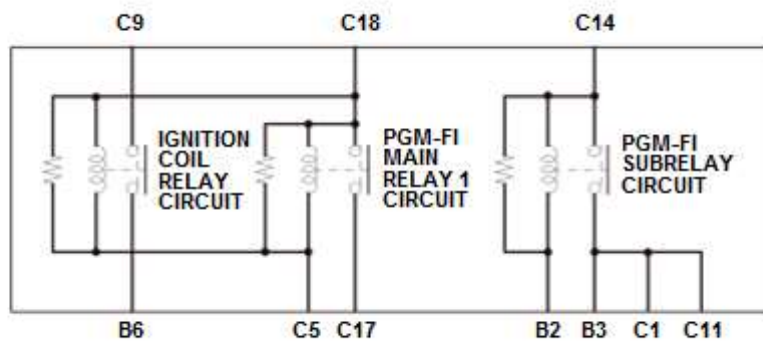 C9 C18 C14
IGNITION
COIL
RELAY
CIRCUIT
PGM-FI
MAIN
RELAY 1
CIRCUIT
PGM-FI
SUBRELAY
CIRCUIT
B6 C5 C17 B2 B3 C1 C11